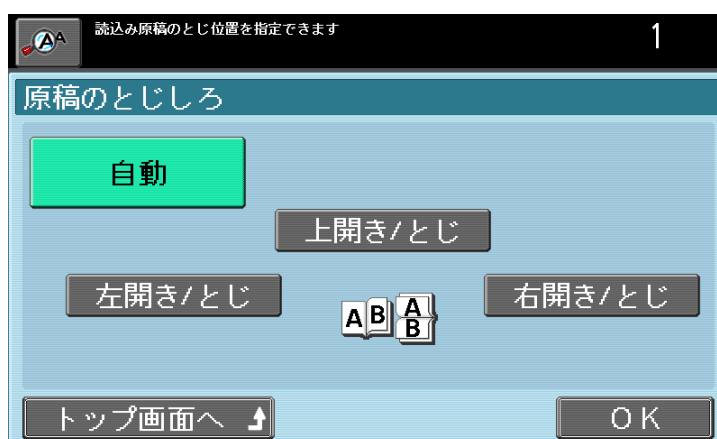 読込み原稿のとじ位置を指定できます
1
原稿のとじしろ
自動
上開き/とじ
左開き/とじ
右開き/とじ
AB
A
B
トップ画面へ
OK